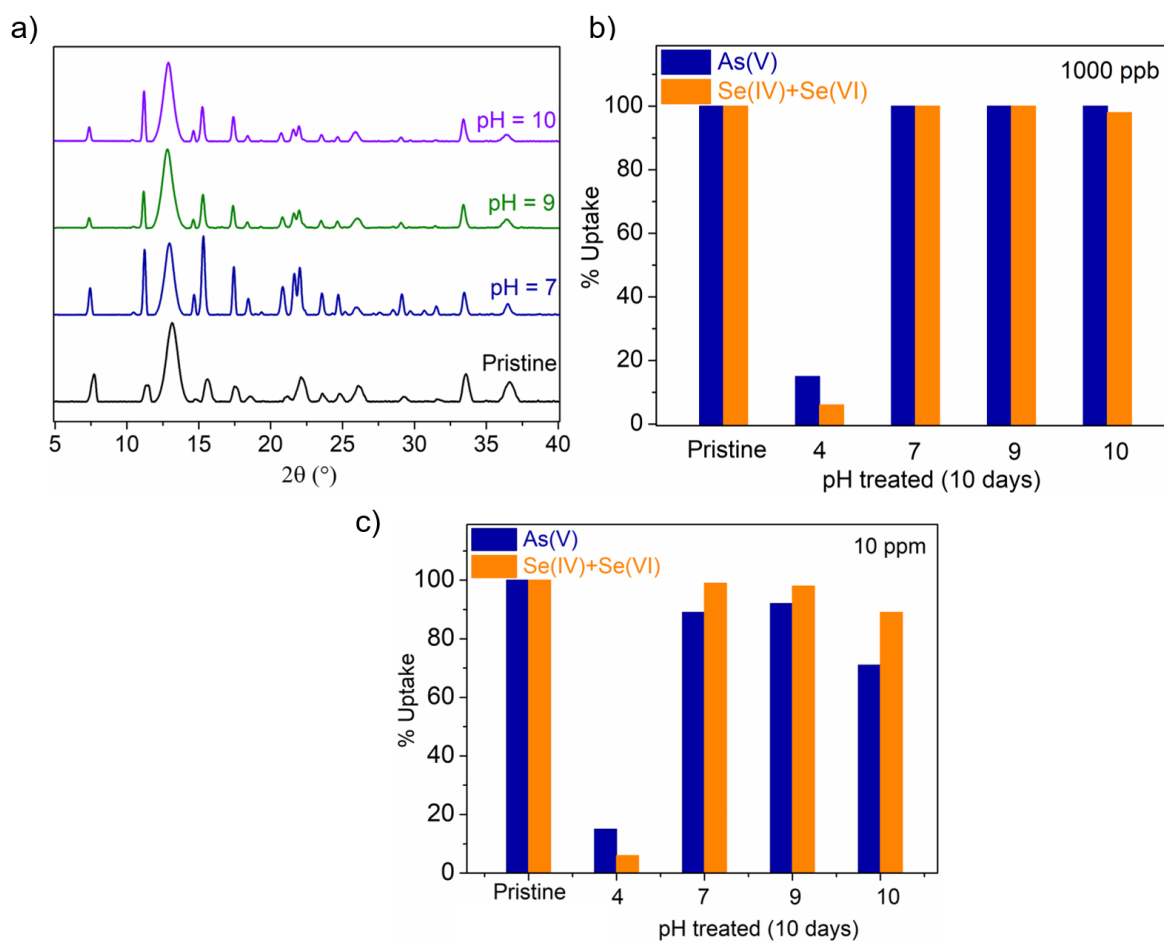 a)
pH = 10
pH = 9
pH = 7
Pristine
5 10 15 20 25 30 35 40
2θ (°)
b)
As(V)
Se(IV)+Se(VI)
1000 ppb
100
80
60
40
20
0
% Uptake
Pristine 4 7 9 10
pH treated (10 days)
c)
As(V)
Se(IV)+Se(VI)
10 ppm
100
80
60
40
20
0
% Uptake
Pristine 4 7 9 10
pH treated (10 days)